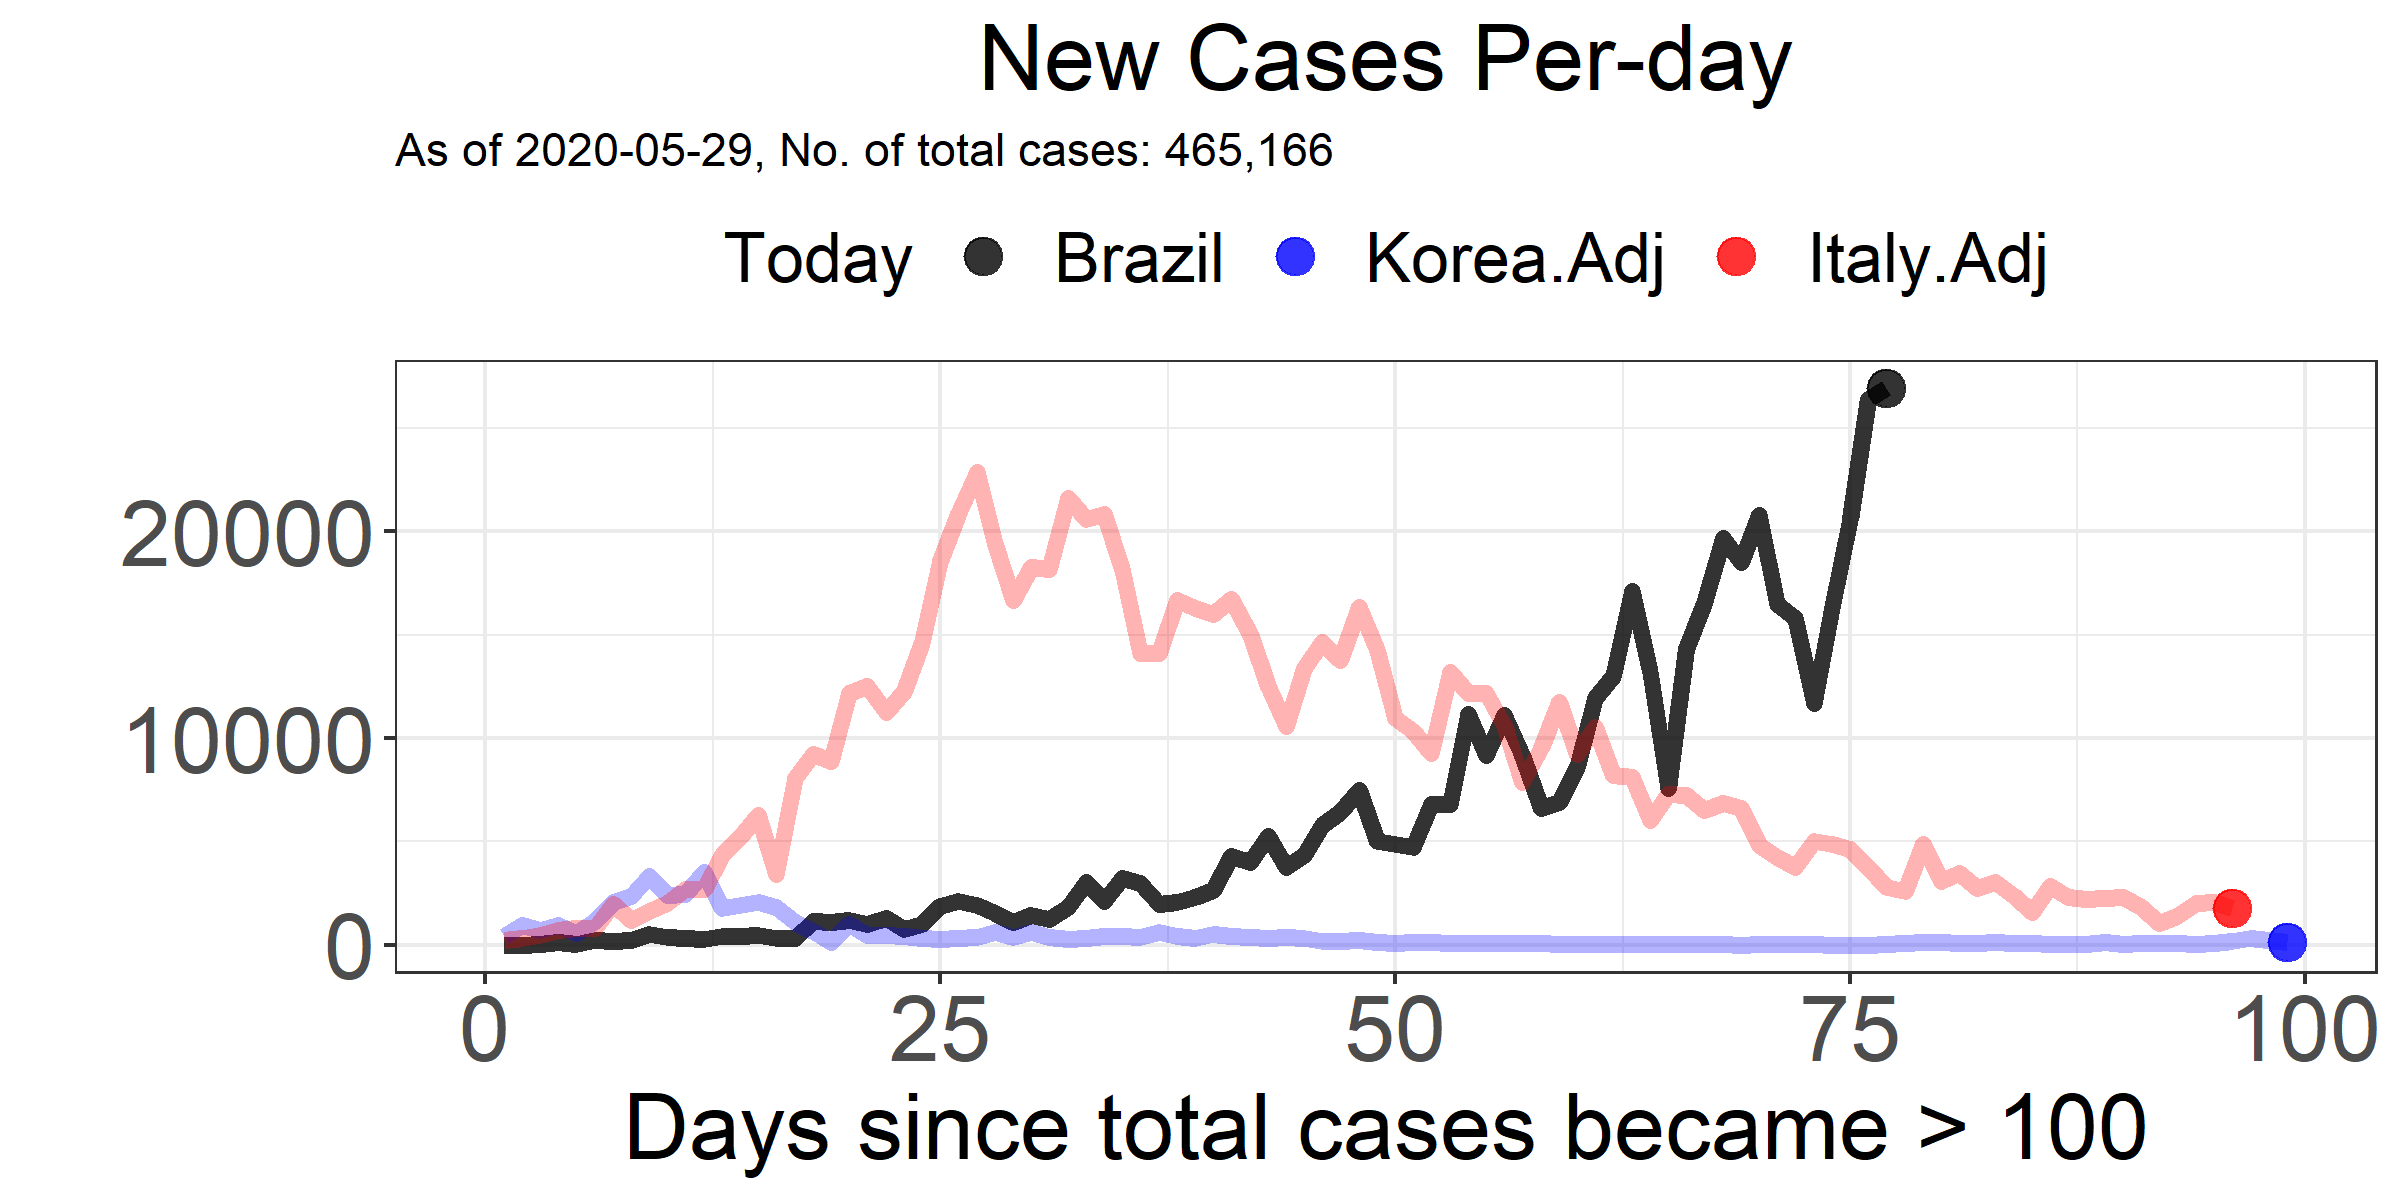 New Cases Per-day
As of 2020-05-29, No. of total cases: 465,166
Today Brazil Korea.Adj Italy.Adj
20000
10000
0
0 25 50 75 100
Days since total cases became > 100